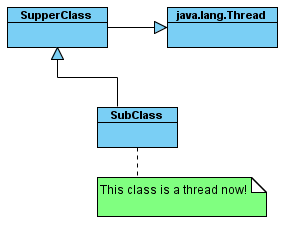 SupperClass
java.lang.Thread
SubClass
This class is a thread now!